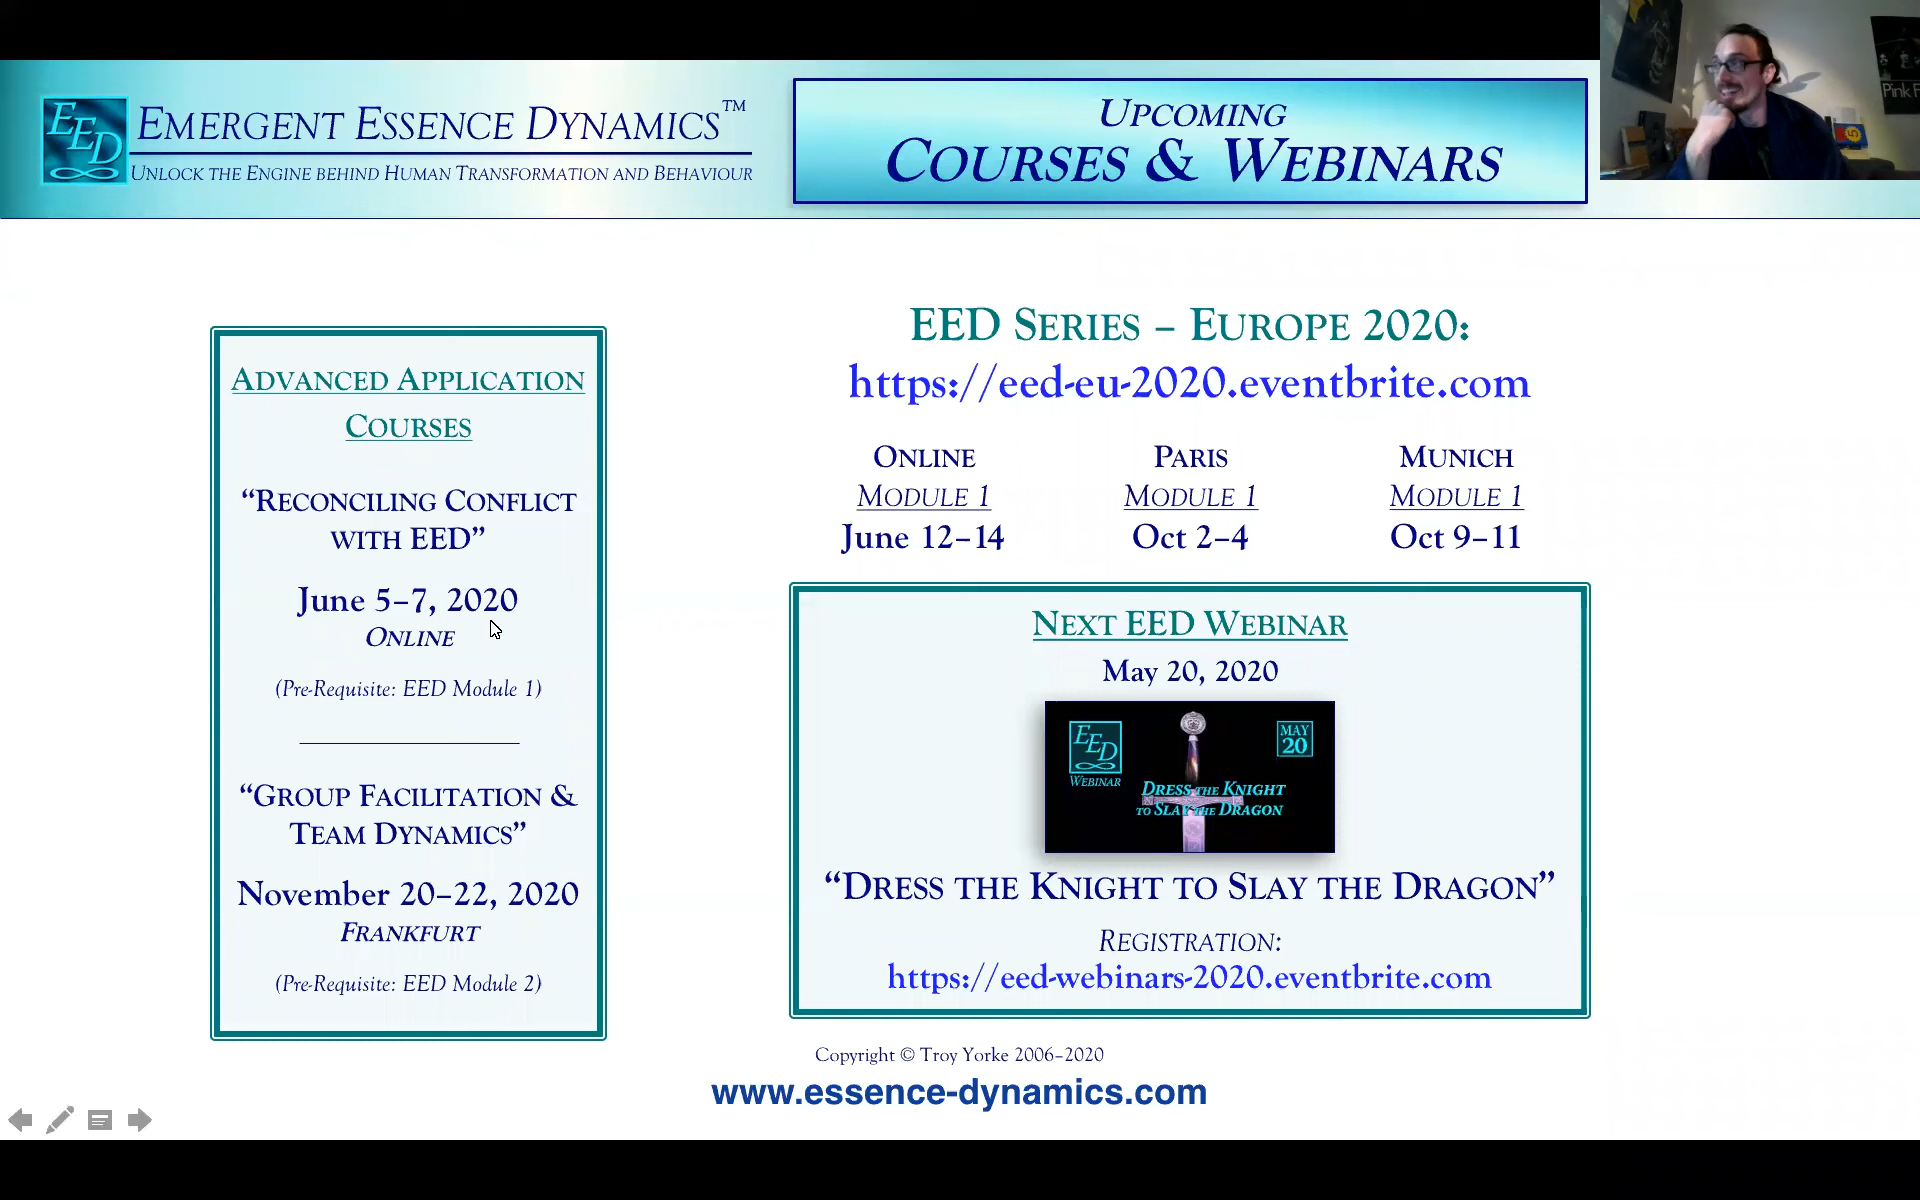 EED
EMERGENT ESSENCE DYNAMICS™
UNLOCK THE ENGINE BEHIND HUMAN TRANSFORMATION AND BEHAVIOUR
UPCOMING
COURSES & WEBINARS
Pink F
ADVANCED APPLICATION
COURSES
“RECONCILING CONFLICT
WITH EED”
June 5–7, 2020
ONLINE
(Pre-Requisite: EED Module 1)
“GROUP FACILITATION &
TEAM DYNAMICS”
November 20–22, 2020
FRANKFURT
(Pre-Requisite: EED Module 2)
EED SERIES – EUROPE 2020:
https://eed-eu-2020.eventbrite.com
ONLINE PARIS MUNICH
MODULE 1 MODULE 1 MODULE 1
June 12–14 Oct 2–4 Oct 9–11
NEXT EED WEBINAR
May 20, 2020
EED
WEBINAR
MAY
20
DRESS THE KNIGHT
TO SLAY THE DRAGON
“DRESS THE KNIGHT TO SLAY THE DRAGON”
REGISTRATION:
https://eed-webinars-2020.eventbrite.com
Copyright © Troy Yorke 2006–2020
www.essence-dynamics.com